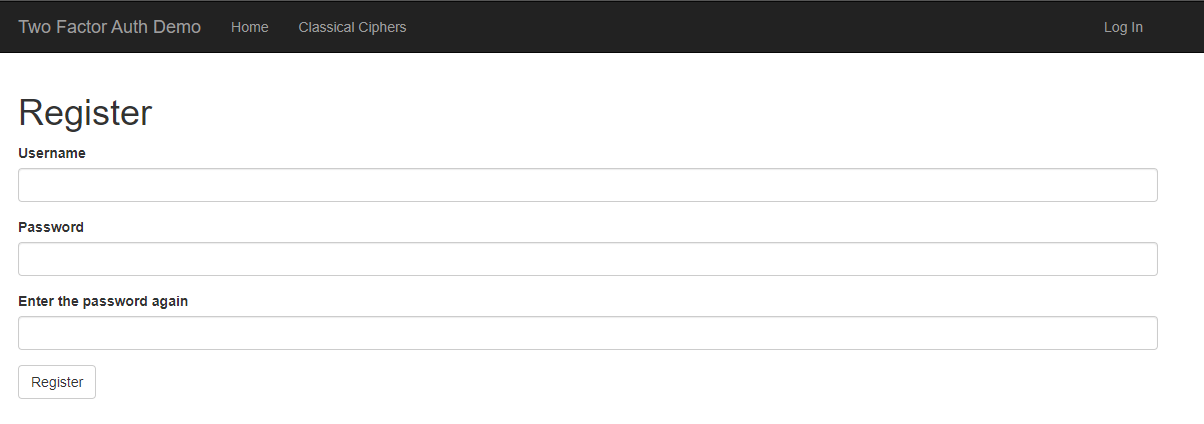 Two Factor Auth Demo Home Classical Ciphers Log In
Register
Username
Password
Enter the password again
Register